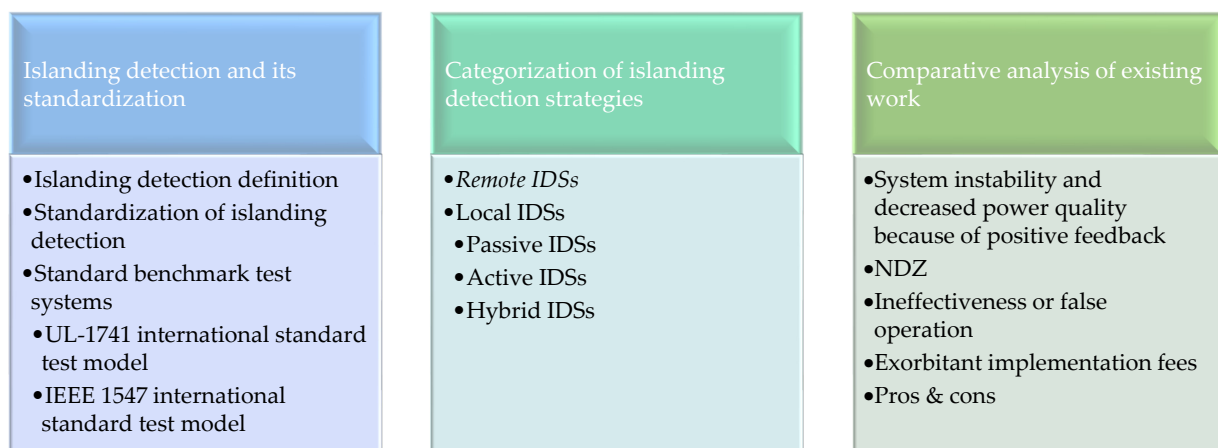 Islanding detection and its
standardization
•Islanding detection definition
•Standardization of islanding
detection
•Standard benchmark test
systems
•UL-1741 international standard
test model
•IEEE 1547 international
standard test model
Categorization of islanding
detection strategies
•Remote IDSs
•Local IDSs
•Passive IDSs
•Active IDSs
•Hybrid IDSs
Comparative analysis of existing
work
•System instability and
decreased power quality
because of positive feedback
•NDZ
•Ineffectiveness or false
operation
•Exorbitant implementation fees
•Pros & cons